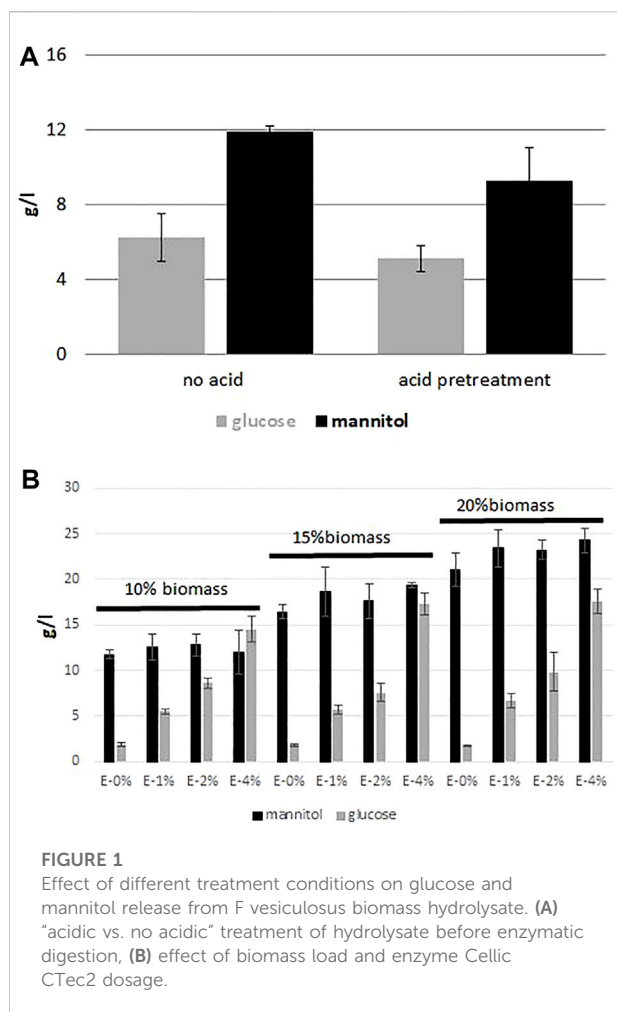 A
16
12
8
4
0
g/l
no acid
acid pretreatment
glucose
mannitol
B
30
25
20
15
10
5
0
g/l
10% biomass
15%biomass
20%biomass
E-0% E-1% E-2% E-4% E-0% E-1% E-2% E-4% E-0% E-1% E-2% E-4%
mannitol
glucose
FIGURE 1
Effect of different treatment conditions on glucose and
mannitol release from F vesiculosus biomass hydrolysate. (A)
“acidic vs. no acidic” treatment of hydrolysate before enzymatic
digestion, (B) effect of biomass load and enzyme Cellic
CTec2 dosage.